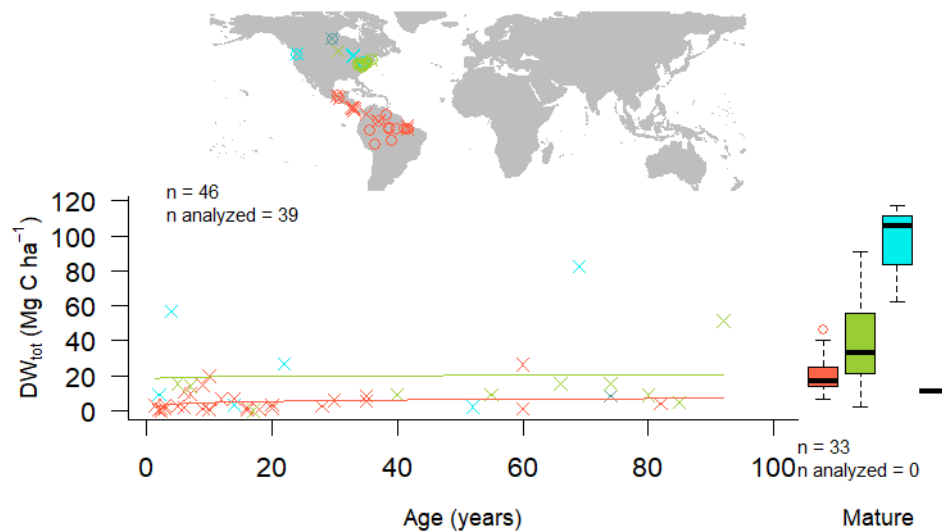 n = 46
n analyzed = 39
DW_tot (Mg C ha⁻¹)
120
100
80
60
40
20
0
0 20 40 60 80 100
n = 33
n analyzed = 0
Age (years) Mature